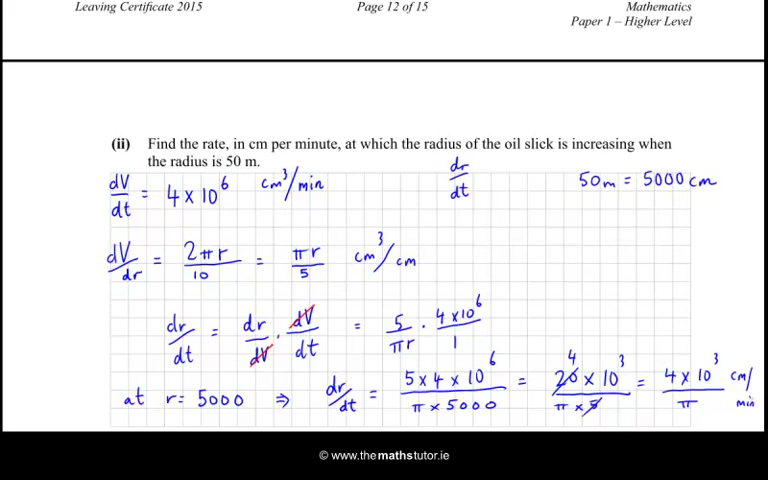 Leaving Certificate 2015 Page 12 of 15 Mathematics
Paper 1 – Higher Level
(ii) Find the rate, in cm per minute, at which the radius of the oil slick is increasing when
the radius is 50 m.
dV/dt = 4 × 10^6 cm^3/min dr/dt 50m = 5000 cm
dV/dr = 2πr/10 = πr/5 cm^3/cm
dr/dt = dr/dV · dV/dt = 5/πr · 4×10^6/1
at r = 5000 ⇒ dr/dt = 5 × 4 × 10^6/π × 5000 = 4 20 × 10^3/π × 5 = 4 × 10^3/π cm/min
© www.themathstutor.ie